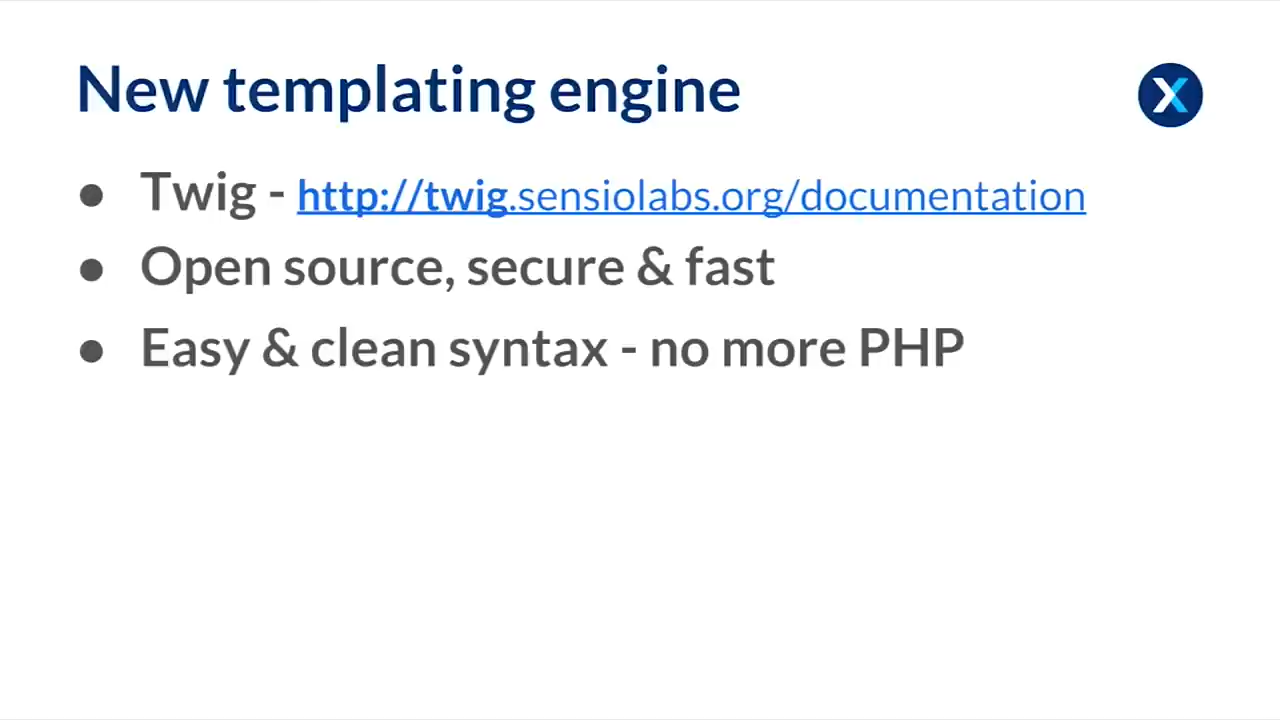 New templating engine
● Twig - http://twig.sensiolabs.org/documentation
● Open source, secure & fast
● Easy & clean syntax - no more PHP